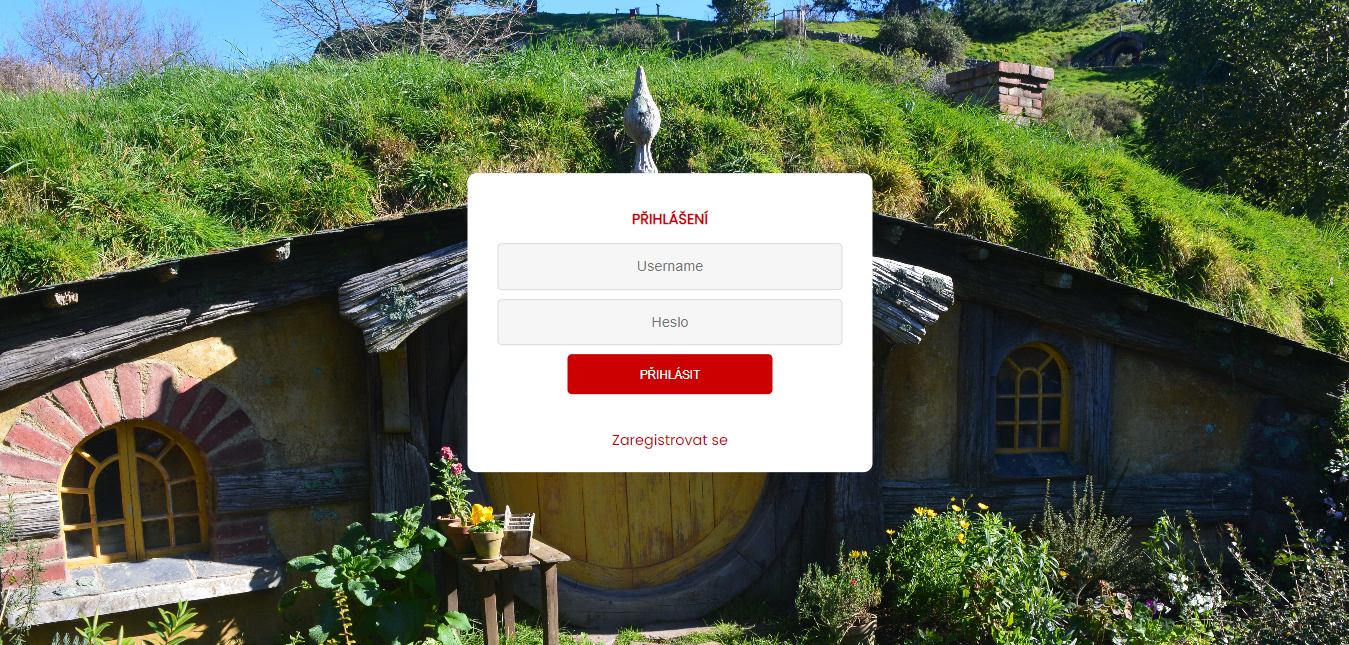 PŘIHLÁŠENÍ
Username
Heslo
PŘIHLÁSIT
Zaregistrovat se